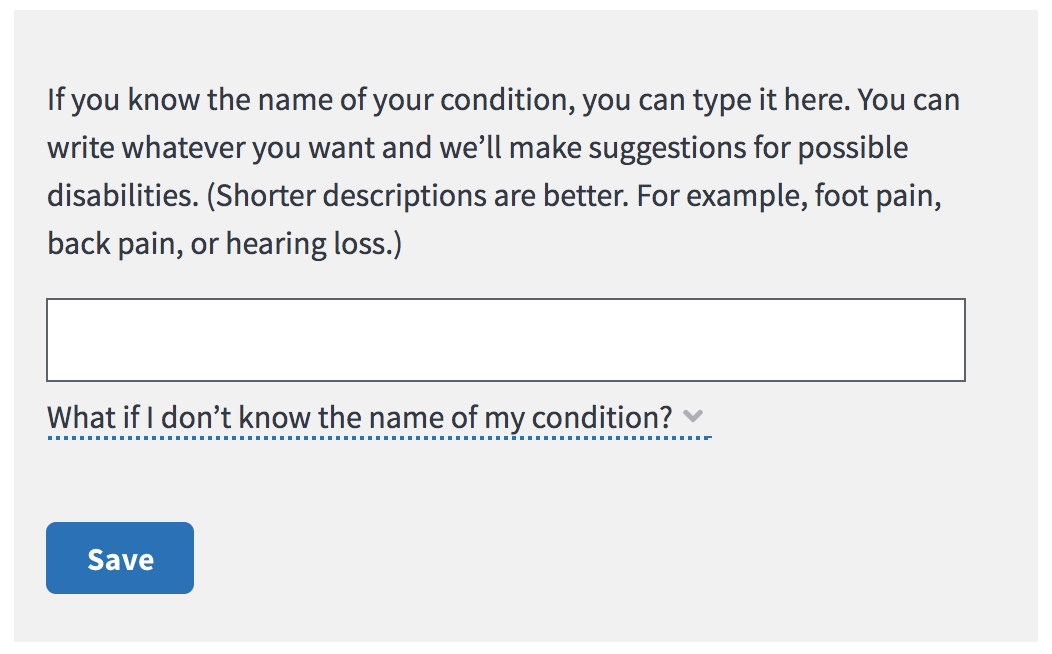 If you know the name of your condition, you can type it here. You can
write whatever you want and we’ll make suggestions for possible
disabilities. (Shorter descriptions are better. For example, foot pain,
back pain, or hearing loss.)
What if I don’t know the name of my condition?
Save